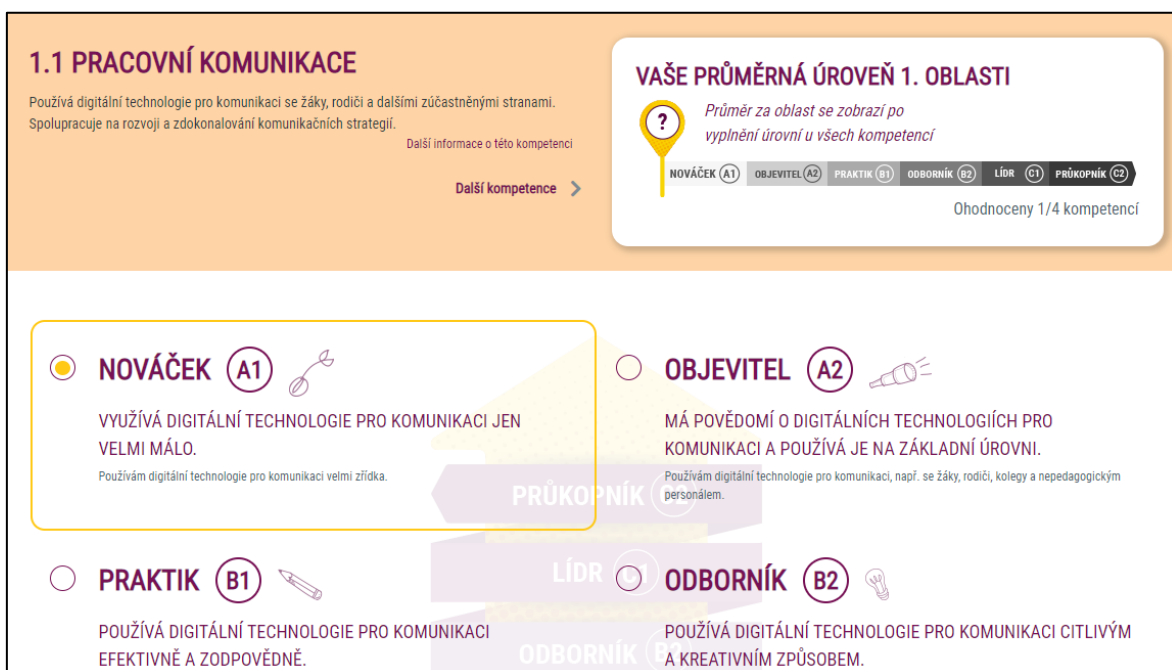 1.1 PRACOVNÍ KOMUNIKACE
Používá digitální technologie pro komunikaci se žáky, rodiči a dalšími zúčastněnými stranami.
Spolupracuje na rozvoji a zdokonalování komunikačních strategií.
Další informace o této kompetenci
Další kompetence
VAŠE PRŮMĚRNÁ ÚROVEŇ 1. OBLASTI
?
Průměr za oblast se zobrazí po
vyplnění úrovní u všech kompetencí
NOVÁČEK A1 OBJEVITEL A2 PRAKTIK B1 ODBORNÍK B2 LÍDR C1 PRŮKOPNÍK C2
Ohodnoceny 1/4 kompetencí
NOVÁČEK A1
VYUŽÍVÁ DIGITÁLNÍ TECHNOLOGIE PRO KOMUNIKACI JEN
VELMI MÁLO.
Používám digitální technologie pro komunikaci velmi zřídka.
OBJEVITEL A2
MÁ POVĚDOMÍ O DIGITÁLNÍCH TECHNOLOGIÍCH PRO
KOMUNIKACI A POUŽÍVÁ JE NA ZÁKLADNÍ ÚROVNI.
Používám digitální technologie pro komunikaci, např. se žáky, rodiči, kolegy a nepedagogickým
personálem.
PRŮKOPNÍK C2
LÍDR C1
PRAKTIK B1
POUŽÍVÁ DIGITÁLNÍ TECHNOLOGIE PRO KOMUNIKACI
EFEKTIVNĚ A ZODPOVĚDNĚ.
ODBORNÍK B2
POUŽÍVÁ DIGITÁLNÍ TECHNOLOGIE PRO KOMUNIKACI CITLIVÝM
A KREATIVNÍM ZPŮSOBEM.
ODBORNÍK B2